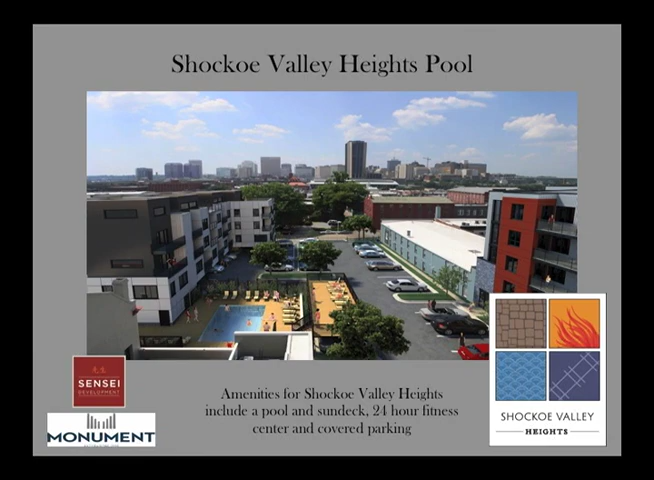 Shockoe Valley Heights Pool
SENSEI
DEVELOPMENT
MONUMENT
Amenities for Shockoe Valley Heights
include a pool and sundeck, 24 hour fitness
center and covered parking
SHOCKOE VALLEY
HEIGHTS